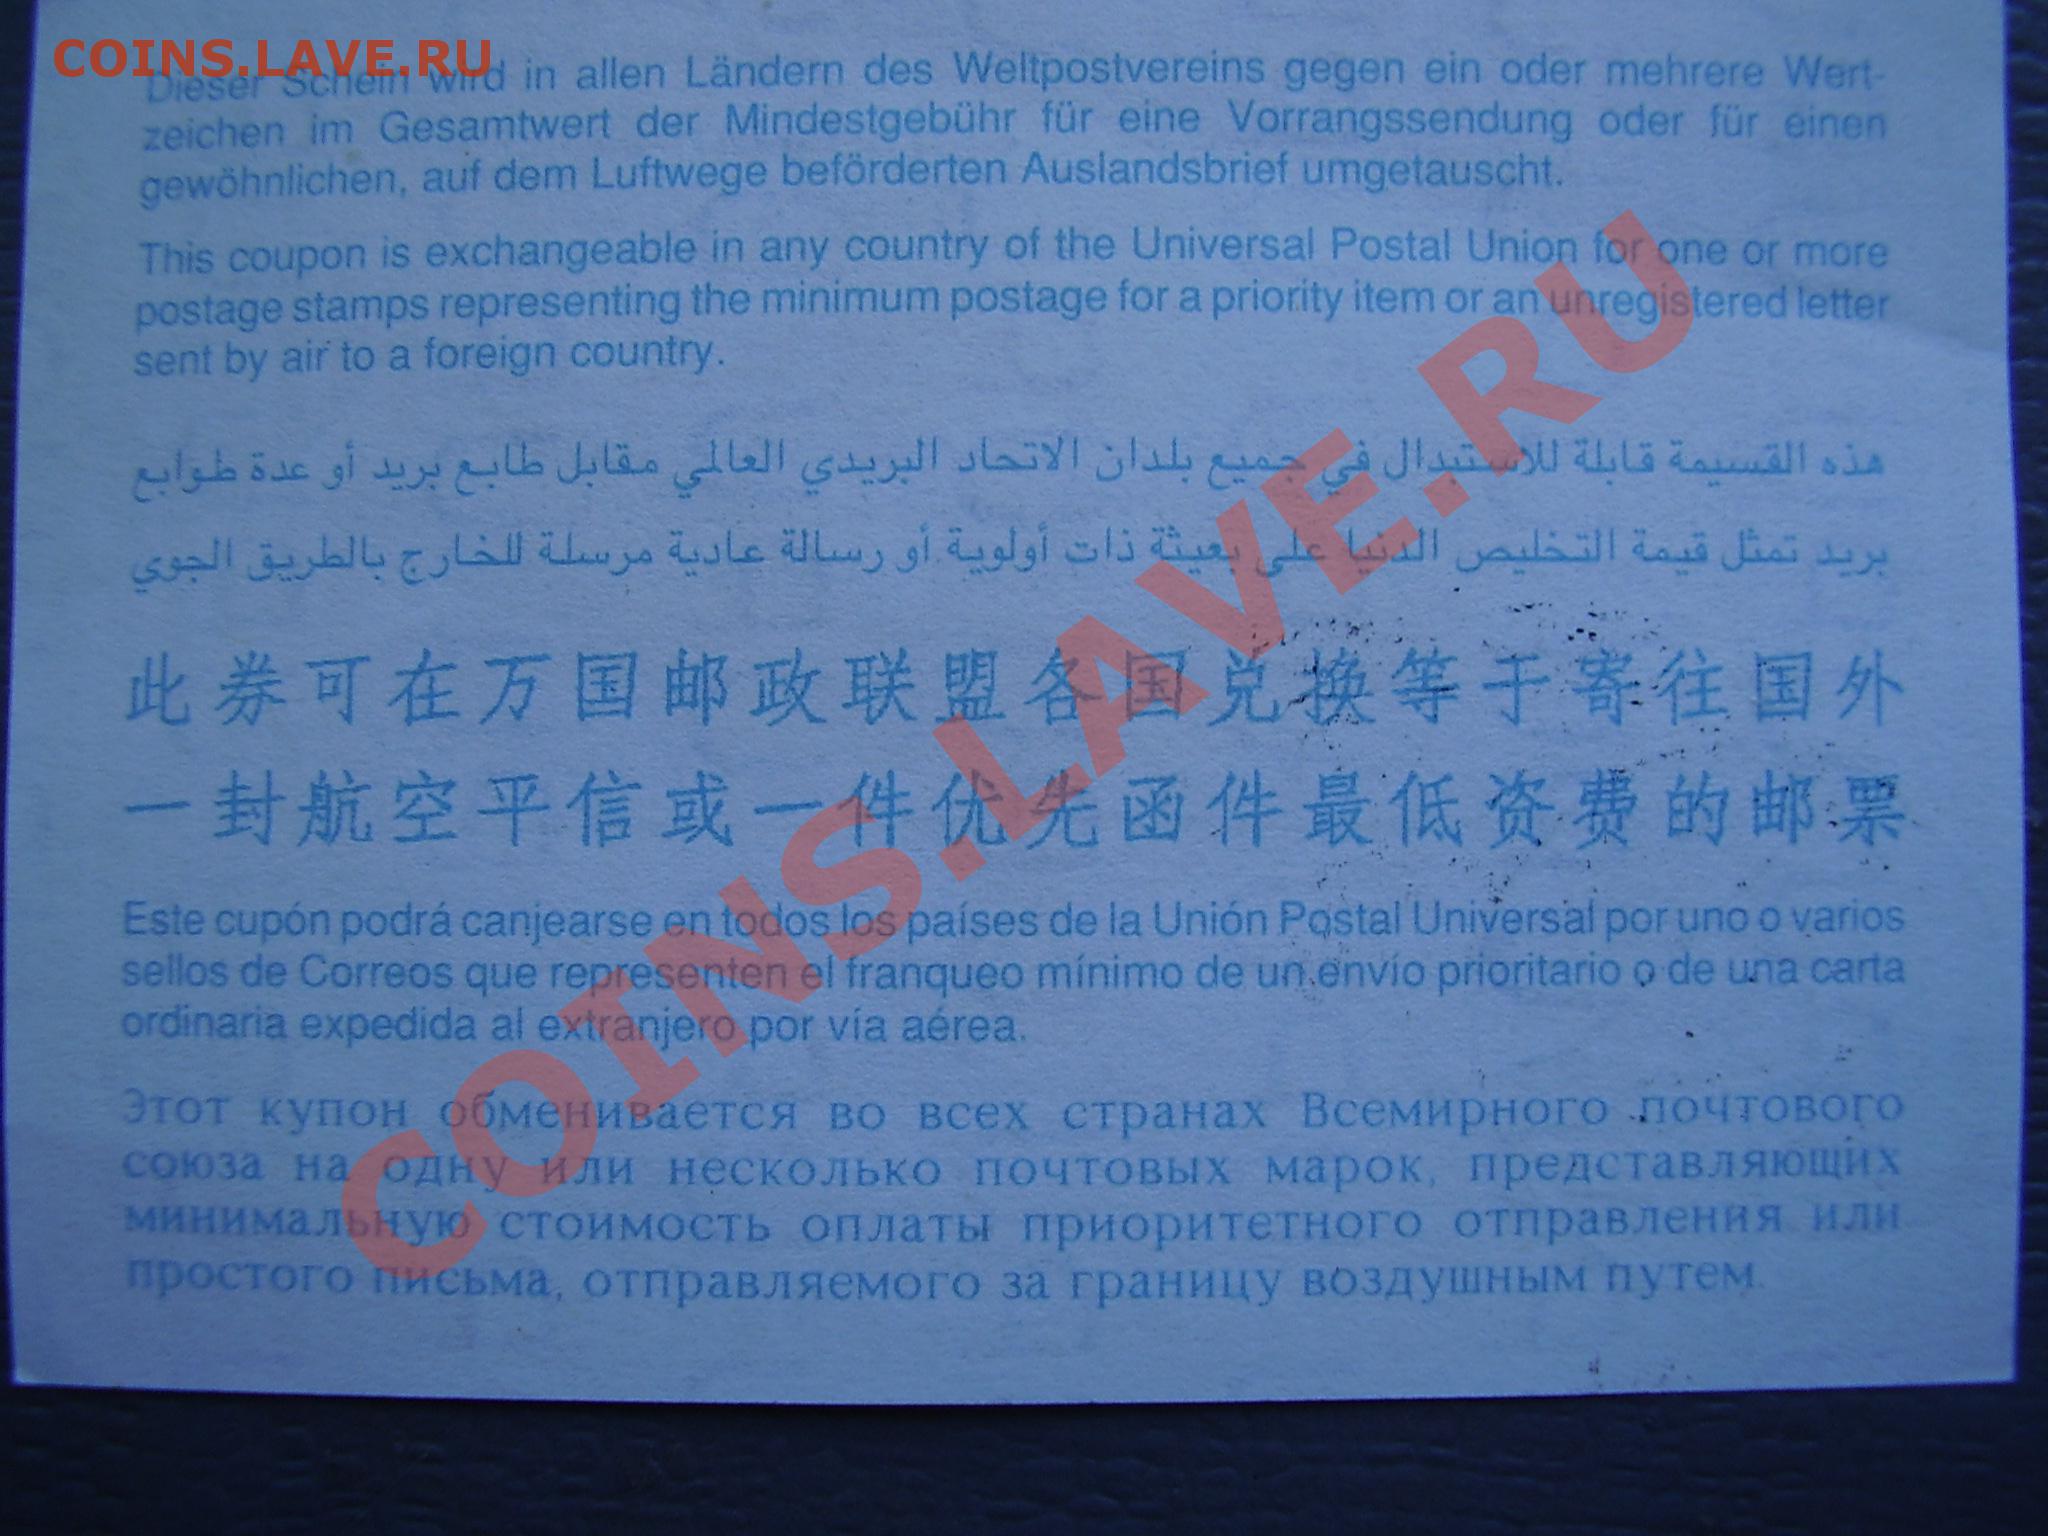 COINS.LAVE.RU
Dieser Schein wird in allen Ländern des Weltpostvereins gegen ein oder mehrere Wert-
zeichen im Gesamtwert der Mindestgebühr für eine Vorrangssendung oder für einen
gewöhnlichen, auf dem Luftwege beförderten Auslandsbrief umgetauscht.
This coupon is exchangeable in any country of the Universal Postal Union for one or more
postage stamps representing the minimum postage for a priority item or an unregistered letter
sent by air to a foreign country.
هذه القسيمة قابلة للاستبدال في جميع بلدان الاتحاد البريدي العالمي مقابل طابع بريد أو عدة طوابع
بريد تمثل قيمة التخليص الدنيا على بعيثة ذات أولوية أو رسالة عادية مرسلة للخارج بالطريق الجوي
此券可在万国邮政联盟各国兑换等于寄往国外
一封航空平信或一件优先函件最低资费的邮票
Este cupón podrá canjearse en todos los países de la Unión Postal Universal por uno o varios
sellos de Correos que representen el franqueo mínimo de un envío prioritario o de una carta
ordinaria expedida al extranjero por vía aérea.
Этот купон обменивается во всех странах Всемирного почтового
союза на одну или несколько почтовых марок, представляющих
минимальную стоимость оплаты приоритетного отправления или
простого письма, отправляемого за границу воздушным путем.
COINS.LAVE.RU